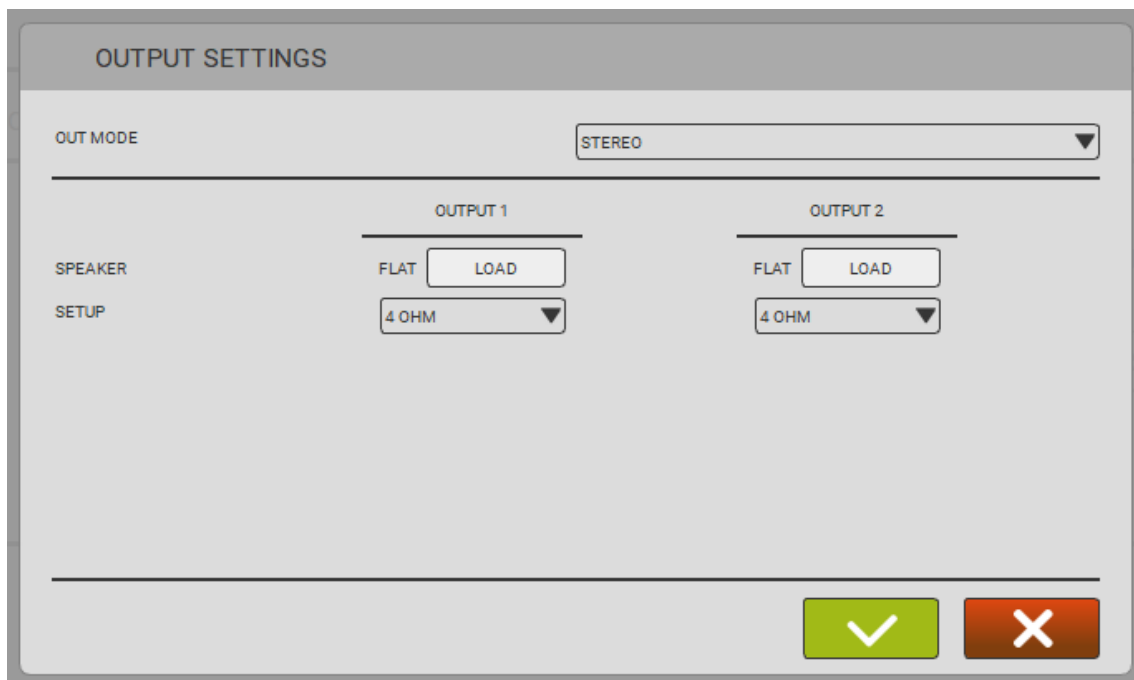 OUTPUT SETTINGS
OUT MODE STEREO
OUTPUT 1 OUTPUT 2
SPEAKER FLAT LOAD FLAT LOAD
SETUP 4 OHM 4 OHM